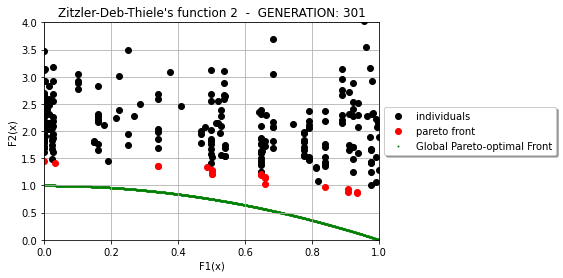 Zitzler-Deb-Thiele's function 2 - GENERATION: 301
4.0
3.5
3.0
2.5
2.0
1.5
1.0
0.5
0.0
F2(x)
0.0 0.2 0.4 0.6 0.8 1.0
F1(x)
individuals
pareto front
Global Pareto-optimal Front